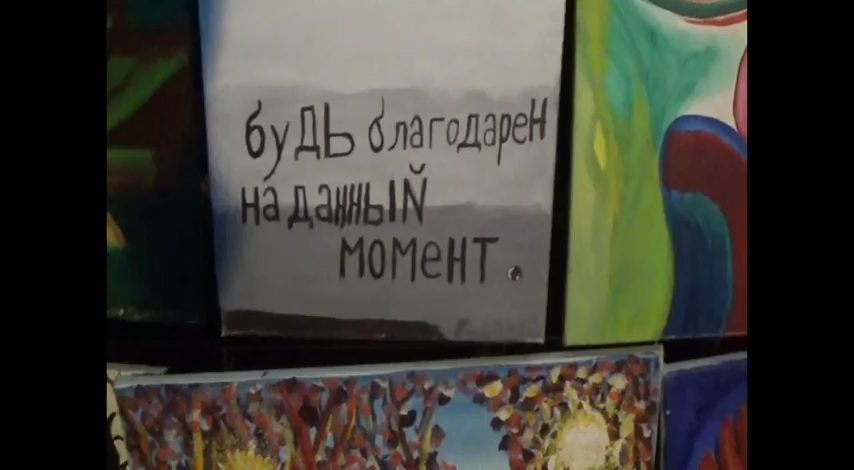 будь благодарен
на данный
момент.